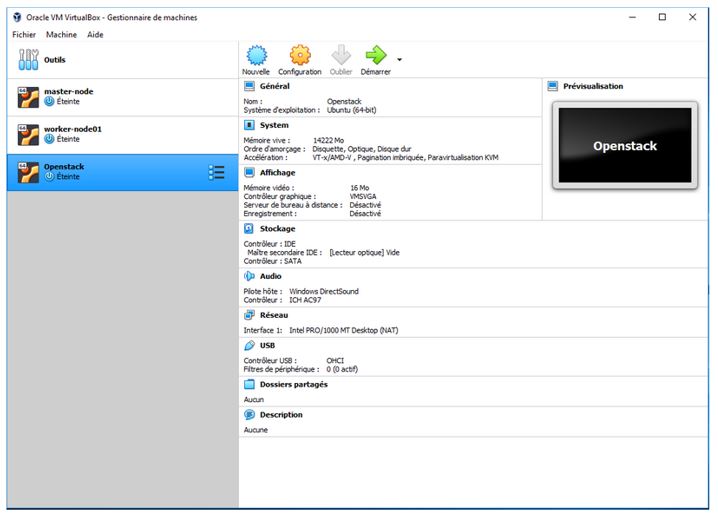 Oracle VM VirtualBox - Gestionnaire de machines
Fichier Machine Aide
Outils
master-node
Éteinte
worker-node01
Éteinte
Openstack
Éteinte
Nouvelle Configuration Oublier Démarrer
Général
Nom : Openstack
Système d'exploitation : Ubuntu (64-bit)
System
Mémoire vive : 14222 Mo
Ordre d'amorçage : Disquette, Optique, Disque dur
Accélération : VT-x/AMD-V , Pagination imbriquée, Paravirtualisation KVM
Affichage
Mémoire vidéo : 16 Mo
Contrôleur graphique : VMSVGA
Serveur de bureau à distance : Désactivé
Enregistrement : Désactivé
Stockage
Contrôleur : IDE
Maître secondaire IDE : [Lecteur optique] Vide
Contrôleur : SATA
Audio
Pilote hôte : Windows DirectSound
Contrôleur : ICH AC97
Réseau
Interface 1: Intel PRO/1000 MT Desktop (NAT)
USB
Contrôleur USB : OHCI
Filtres de périphérique : 0 (0 actif)
Dossiers partagés
Aucun
Description
Aucune
Prévisualisation
Openstack